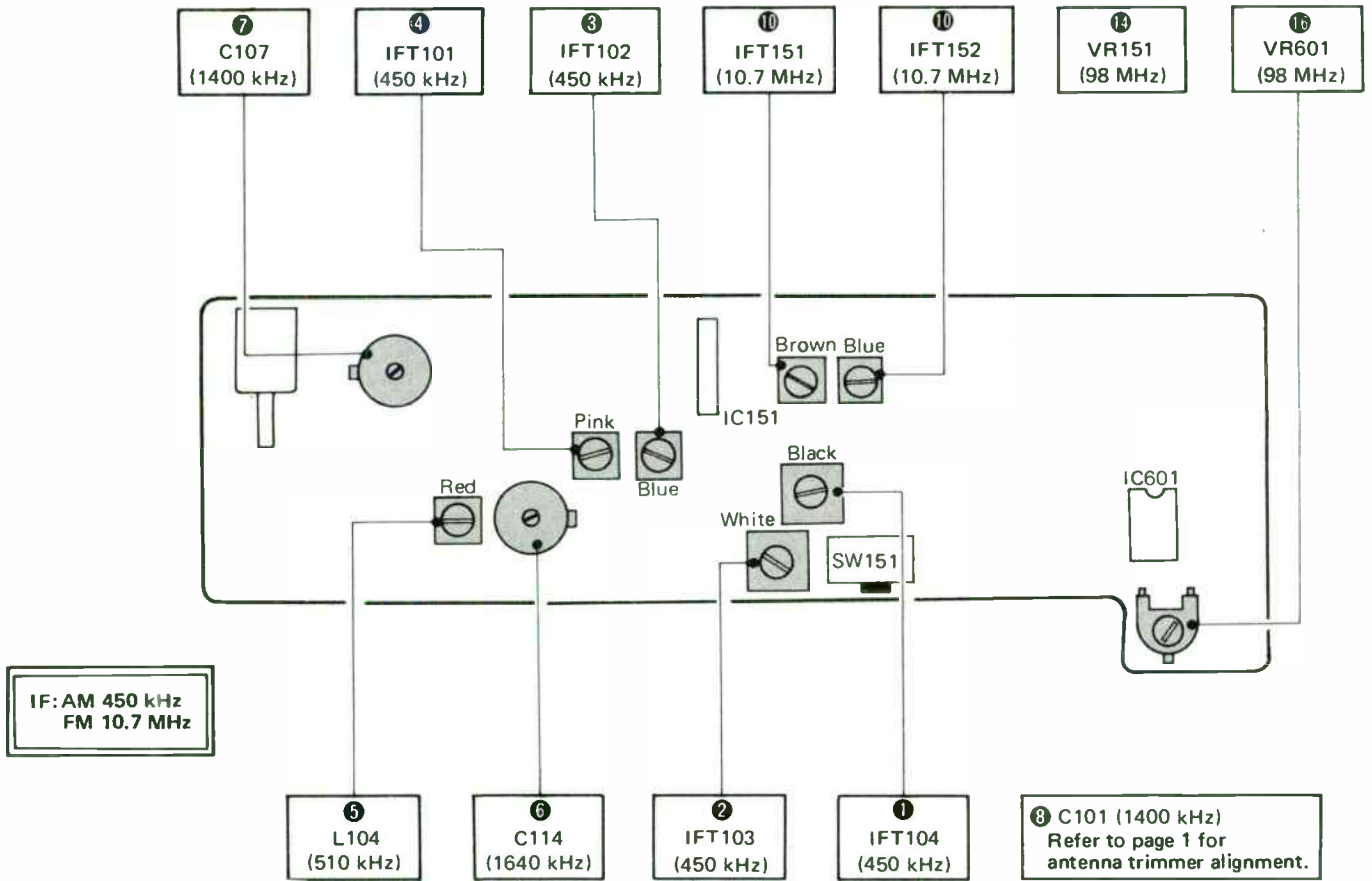 ❼
C107
(1400 kHz)
❹
IFT101
(450 kHz)
❸
IFT102
(450 kHz)
❿
IFT151
(10.7 MHz)
❿
IFT152
(10.7 MHz)
⓮
VR151
(98 MHz)
⓰
VR601
(98 MHz)
Brown Blue
IC151
Pink
Blue
Black
IC601
Red
White
SW151
IF: AM 450 kHz
FM 10.7 MHz
❺
L104
(510 kHz)
❻
C114
(1640 kHz)
❷
IFT103
(450 kHz)
❶
IFT104
(450 kHz)
❽ C101 (1400 kHz)
Refer to page 1 for
antenna trimmer alignment.